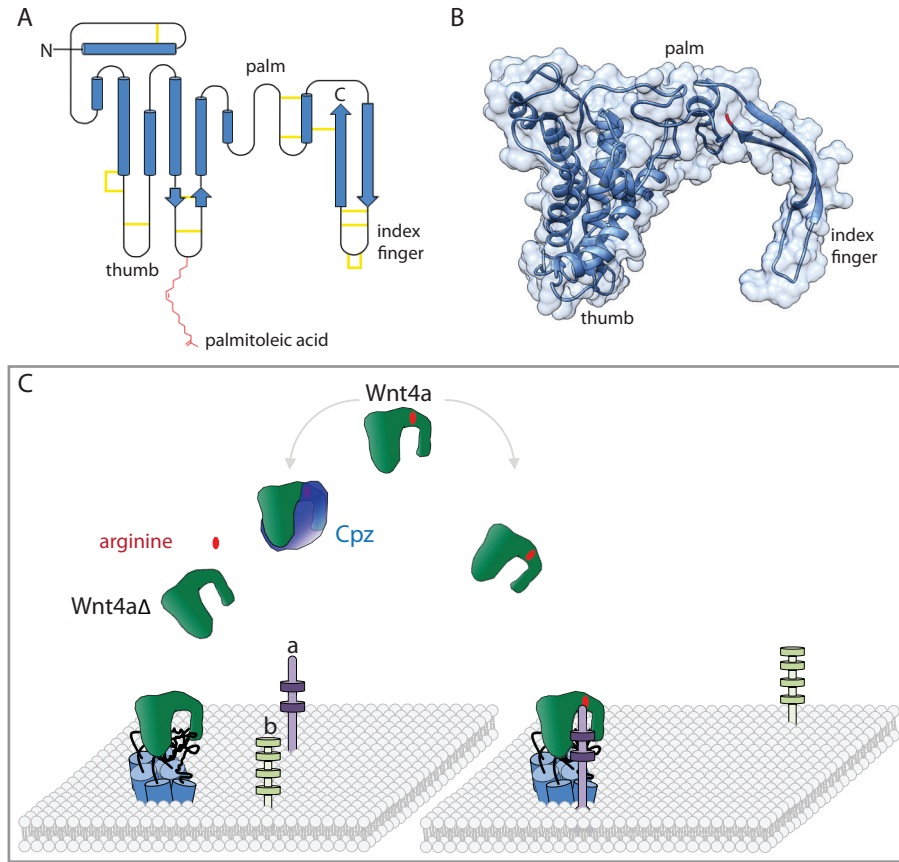 A
N
palm
C
thumb
index
finger
palmitoleic acid
B
palm
index
finger
thumb
C
Wnt4a
Cpz
arginine
Wnt4aΔ
a
b